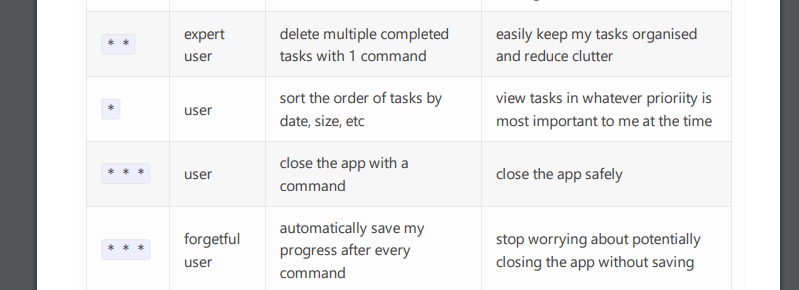 * *
expert
user
delete multiple completed
tasks with 1 command
easily keep my tasks organised
and reduce clutter
*
user
sort the order of tasks by
date, size, etc
view tasks in whatever prioriity is
most important to me at the time
* * *
user
close the app with a
command
close the app safely
* * *
forgetful
user
automatically save my
progress after every
command
stop worrying about potentially
closing the app without saving